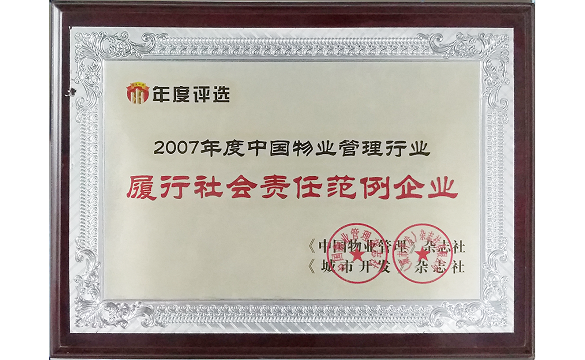 年度评选
2007年度中国物业管理行业
履行社会责任范例企业
《中国物业管理 杂志社
《城市开发 杂志社